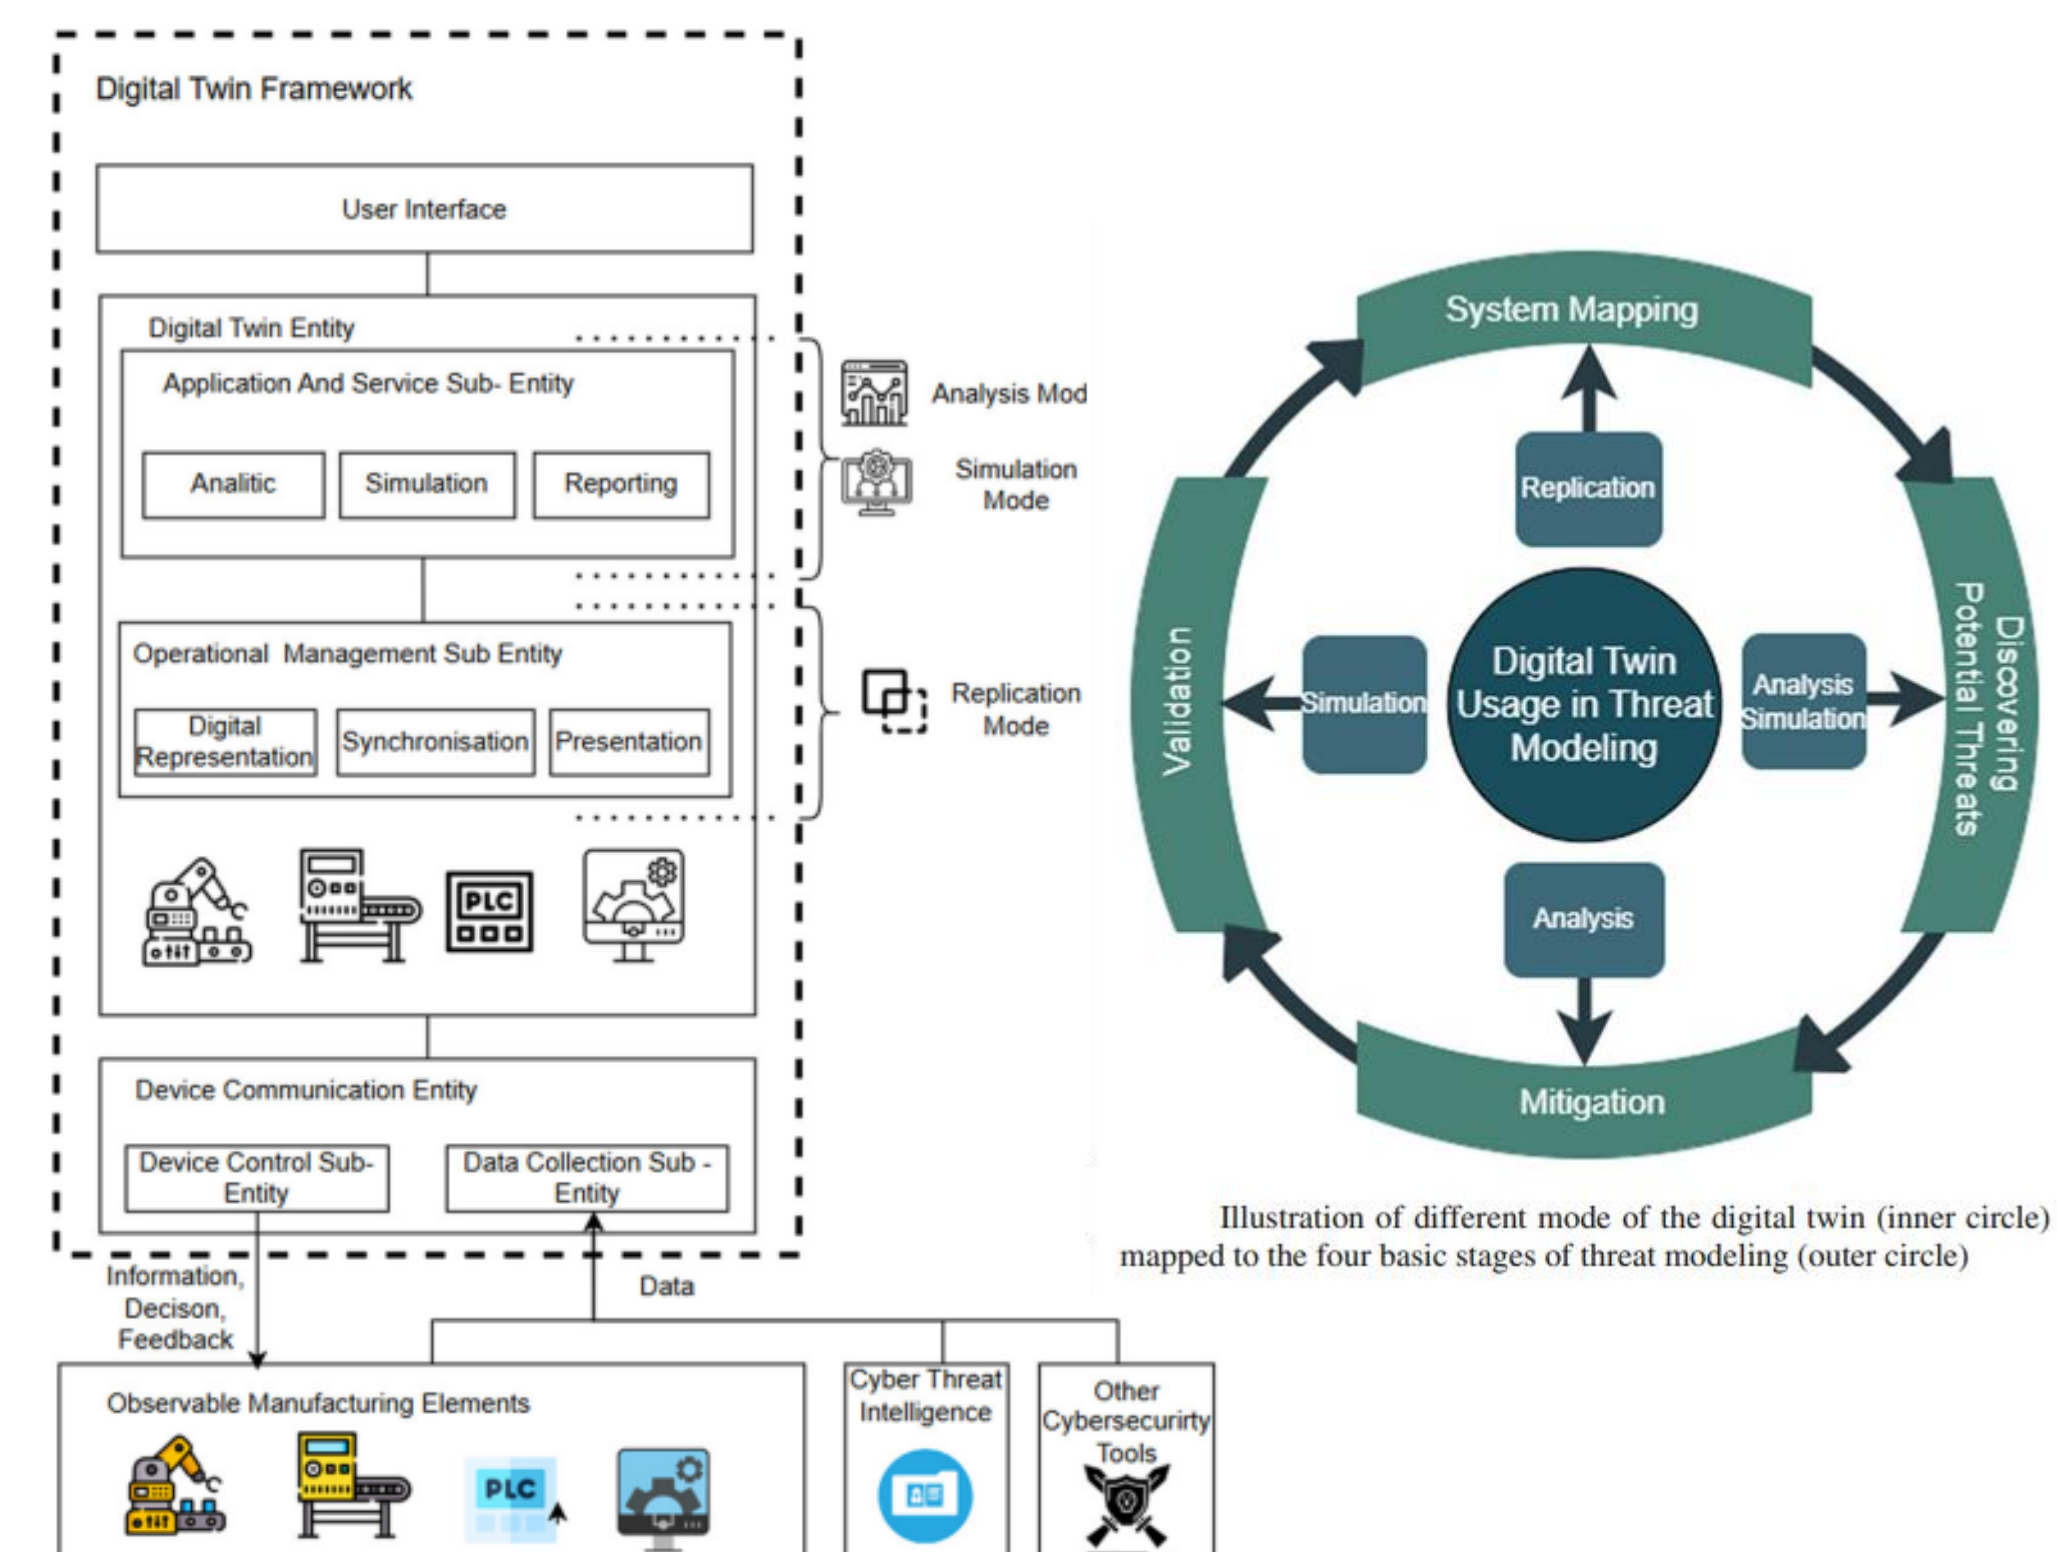 Digital Twin Framework
User Interface
Digital Twin Entity
Application And Service Sub- Entity
Analitic
Simulation
Reporting
Analysis Mod
Simulation
Mode
Operational Management Sub Entity
Digital
Representation
Synchronisation
Presentation
Replication
Mode
PLC
Device Communication Entity
Device Control Sub-
Entity
Data Collection Sub -
Entity
Information,
Decison,
Feedback
Data
Observable Manufacturing Elements
PLC
Cyber Threat
Intelligence
Other
Cybersecurirty
Tools
System Mapping
Replication
Discovering
Potential Threats
Analysis
Simulation
Digital Twin
Usage in Threat
Modeling
Simulation
Validation
Analysis
Mitigation
Illustration of different mode of the digital twin (inner circle)
mapped to the four basic stages of threat modeling (outer circle)